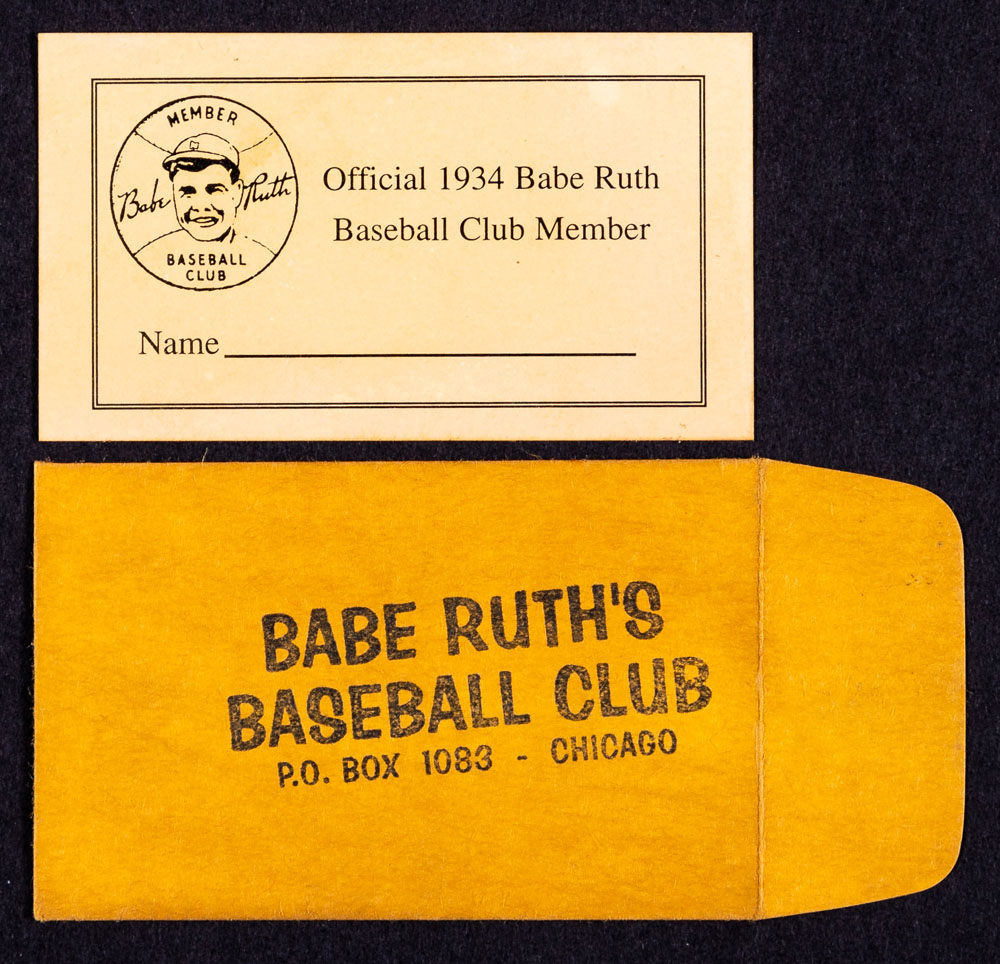 MEMBER
Babe Ruth
BASEBALL
CLUB
Official 1934 Babe Ruth
Baseball Club Member
Name
BABE RUTH'S
BASEBALL CLUB
P.O. BOX 1083 - CHICAGO